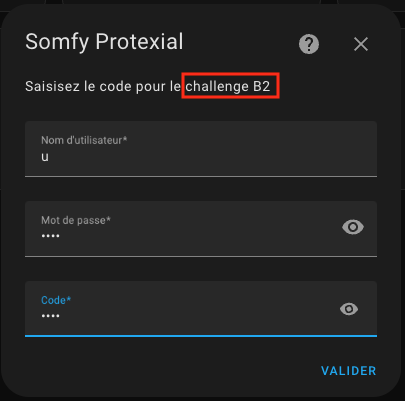 Somfy Protexial
Saisisez le code pour le challenge B2
Nom d'utilisateur*
u
Mot de passe*
••••
Code*
••••
VALIDER